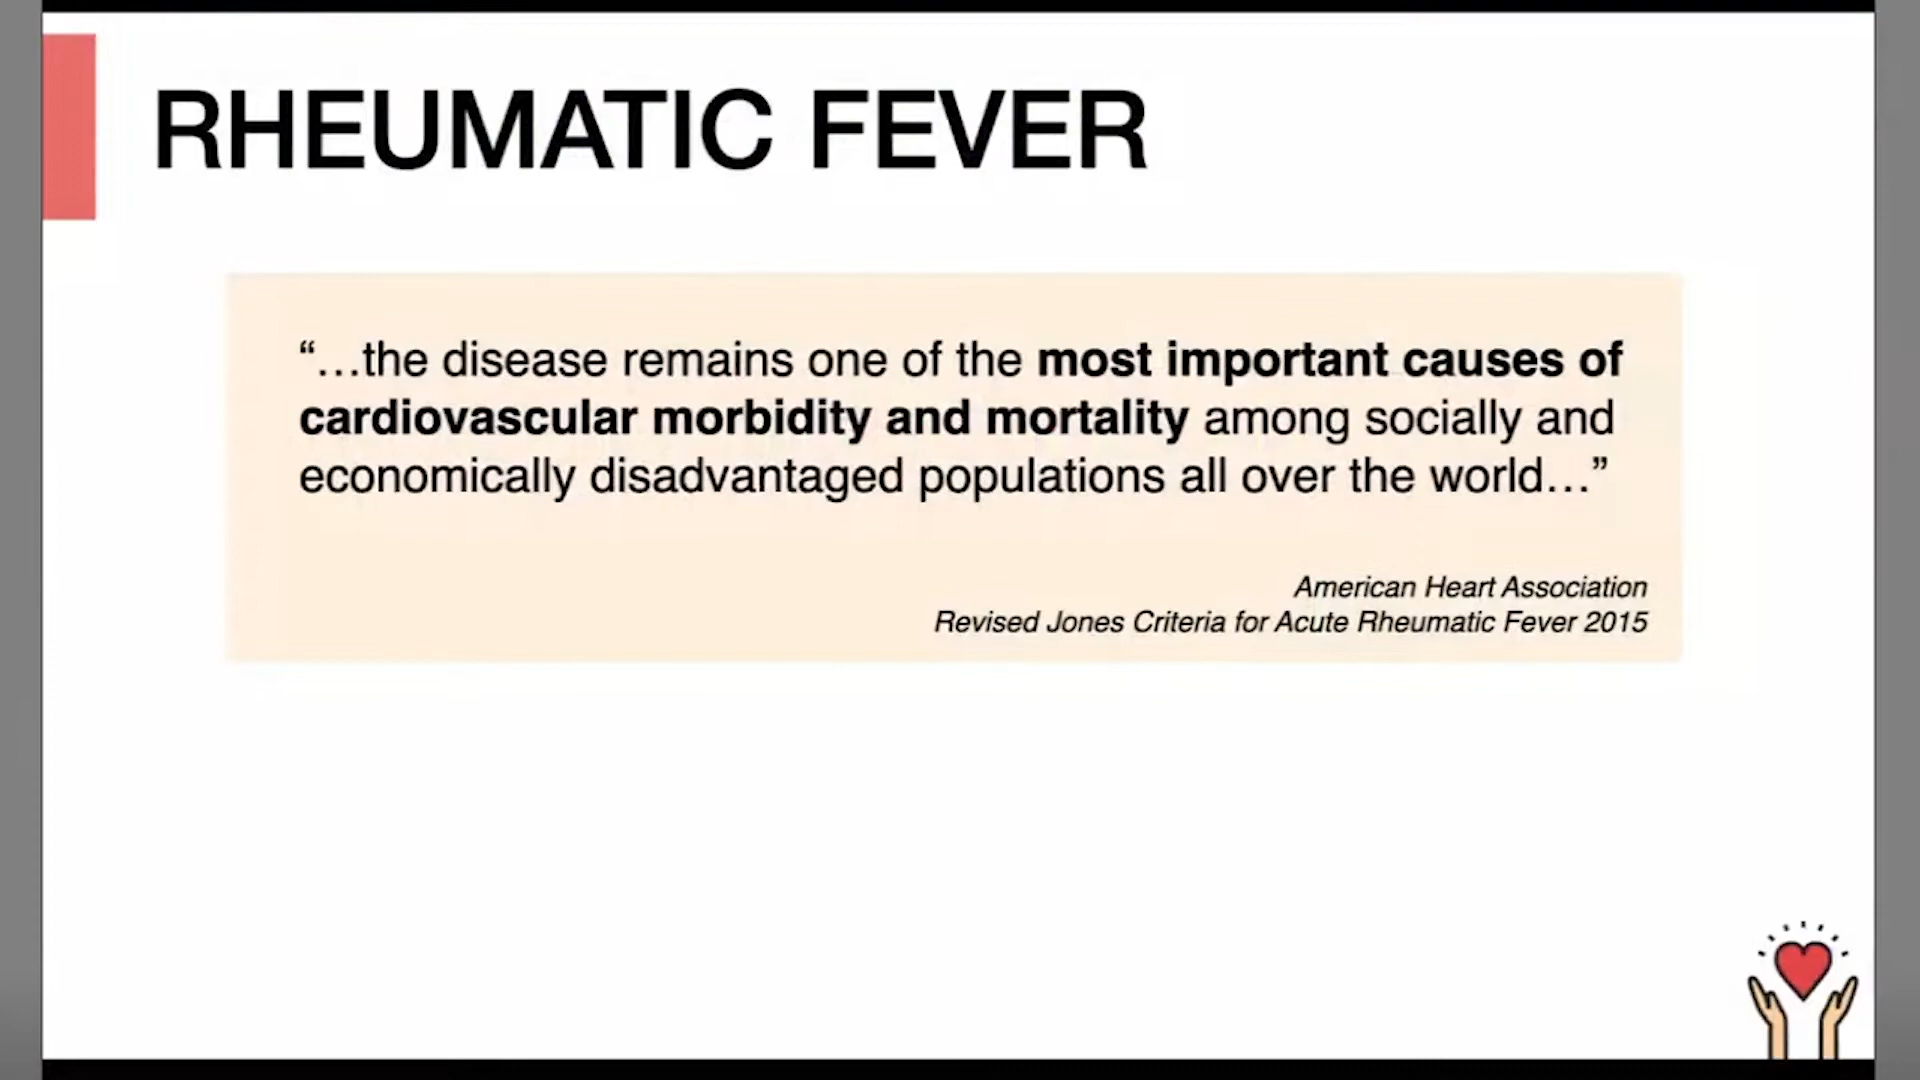 RHEUMATIC FEVER
“…the disease remains one of the most important causes of
cardiovascular morbidity and mortality among socially and
economically disadvantaged populations all over the world…”
American Heart Association
Revised Jones Criteria for Acute Rheumatic Fever 2015